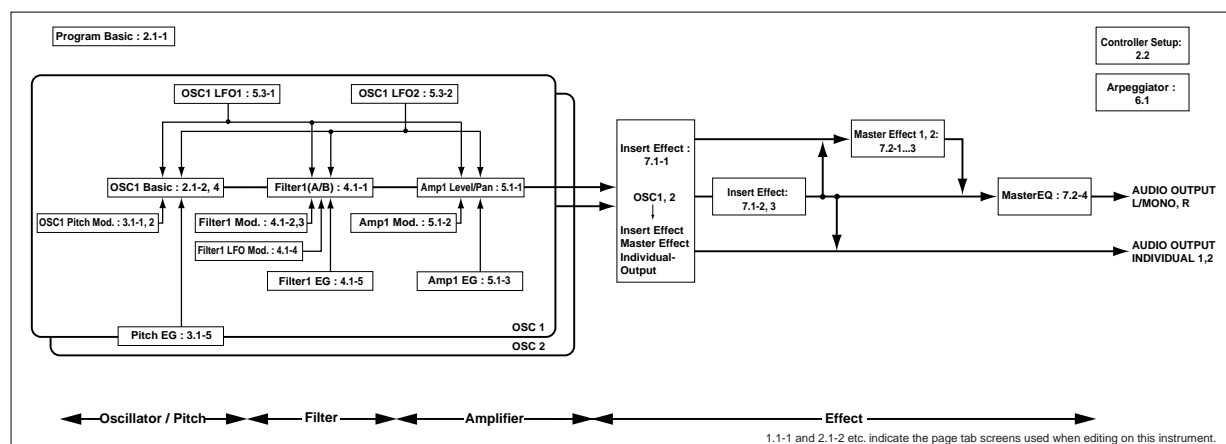 Program Basic : 2.1-1
Controller Setup:
2.2
Arpeggiator :
6.1
OSC1 LFO1 : 5.3-1
OSC1 LFO2 : 5.3-2
OSC1 Basic : 2.1-2, 4
Filter1(A/B) : 4.1-1
Amp1 Level/Pan : 5.1-1
OSC1 Pitch Mod. : 3.1-1, 2
Filter1 Mod. : 4.1-2,3
Amp1 Mod. : 5.1-2
Filter1 LFO Mod. : 4.1-4
Filter1 EG : 4.1-5
Amp1 EG : 5.1-3
Pitch EG : 3.1-5
OSC 1
OSC 2
Insert Effect :
7.1-1
OSC1, 2
Insert Effect
Master Effect
Individual-
Output
Insert Effect:
7.1-2, 3
Master Effect 1, 2:
7.2-1...3
MasterEQ : 7.2-4
AUDIO OUTPUT
L/MONO, R
AUDIO OUTPUT
INDIVIDUAL 1,2
Oscillator / Pitch
Filter
Amplifier
Effect
1.1-1 and 2.1-2 etc. indicate the page tab screens used when editing on this instrument.